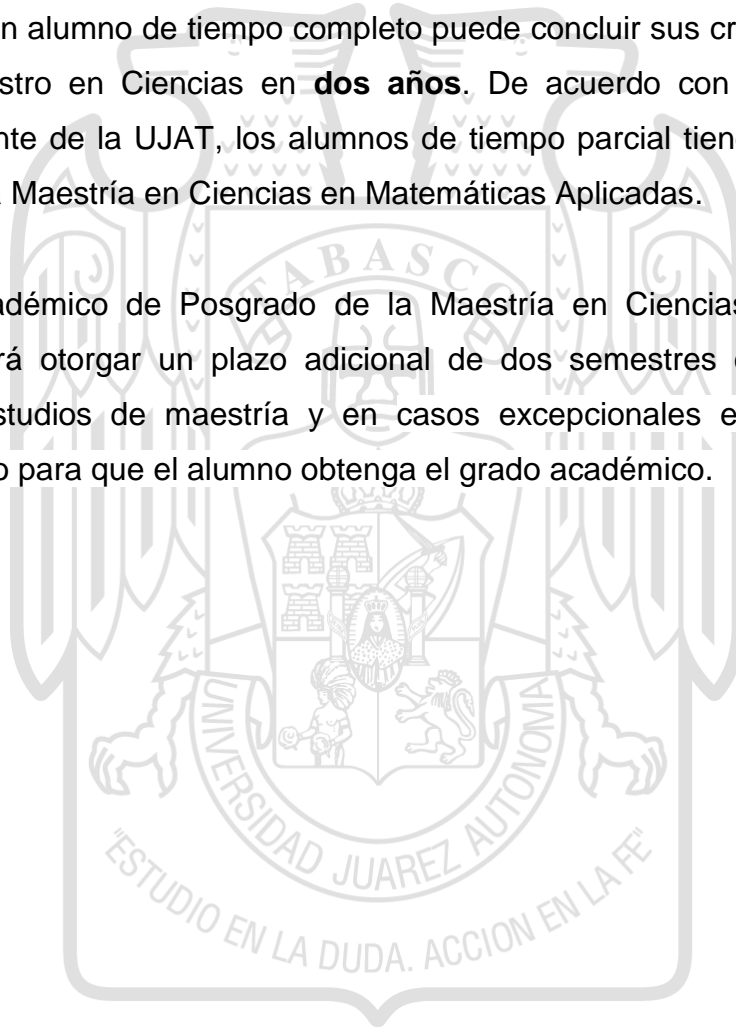 n alumno de tiempo completo puede concluir sus cr
stro en Ciencias en dos años. De acuerdo con
nte de la UJAT, los alumnos de tiempo parcial tien
Maestría en Ciencias en Matemáticas Aplicadas.
adémico de Posgrado de la Maestría en Ciencias
rá otorgar un plazo adicional de dos semestres
studios de maestría y en casos excepcionales e
o para que el alumno obtenga el grado académico.
TABASCO
UNIVERSIDAD JUAREZ AUTONOMA
"ESTUDIO EN LA DUDA. ACCION EN LA FE"